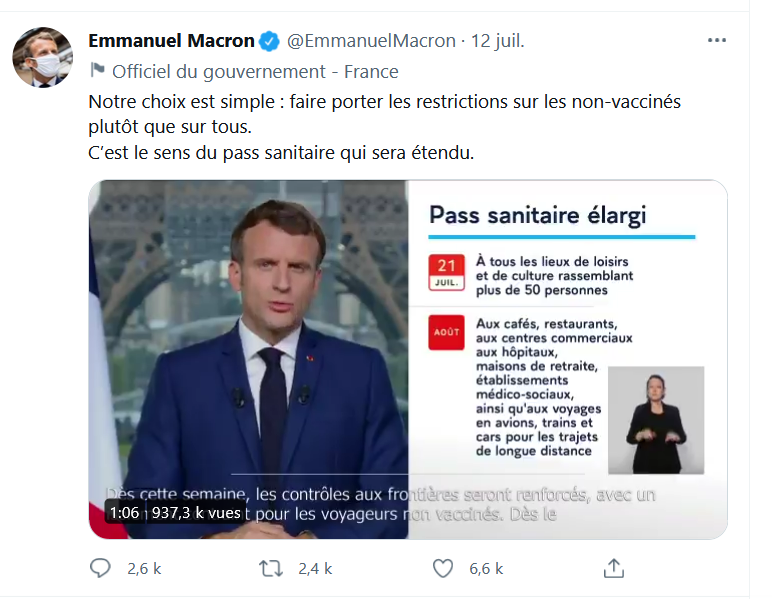 Emmanuel Macron @EmmanuelMacron · 12 juil.
Officiel du gouvernement - France
Notre choix est simple : faire porter les restrictions sur les non-vaccinés
plutôt que sur tous.
C'est le sens du pass sanitaire qui sera étendu.
Pass sanitaire élargi
21
JUIL.
À tous les lieux de loisirs
et de culture rassemblant
plus de 50 personnes
AOÛT
Aux cafés, restaurants,
aux centres commerciaux
aux hôpitaux,
maisons de retraite,
établissements
médico-sociaux,
ainsi qu'aux voyages
en avions, trains et
cars pour les trajets
de longue distance
Dès cette semaine, les contrôles aux frontières seront renforcés, avec un
1:06 937,3 k vues
t pour les voyageurs non vaccinés. Dès le
2,6 k 2,4 k 6,6 k